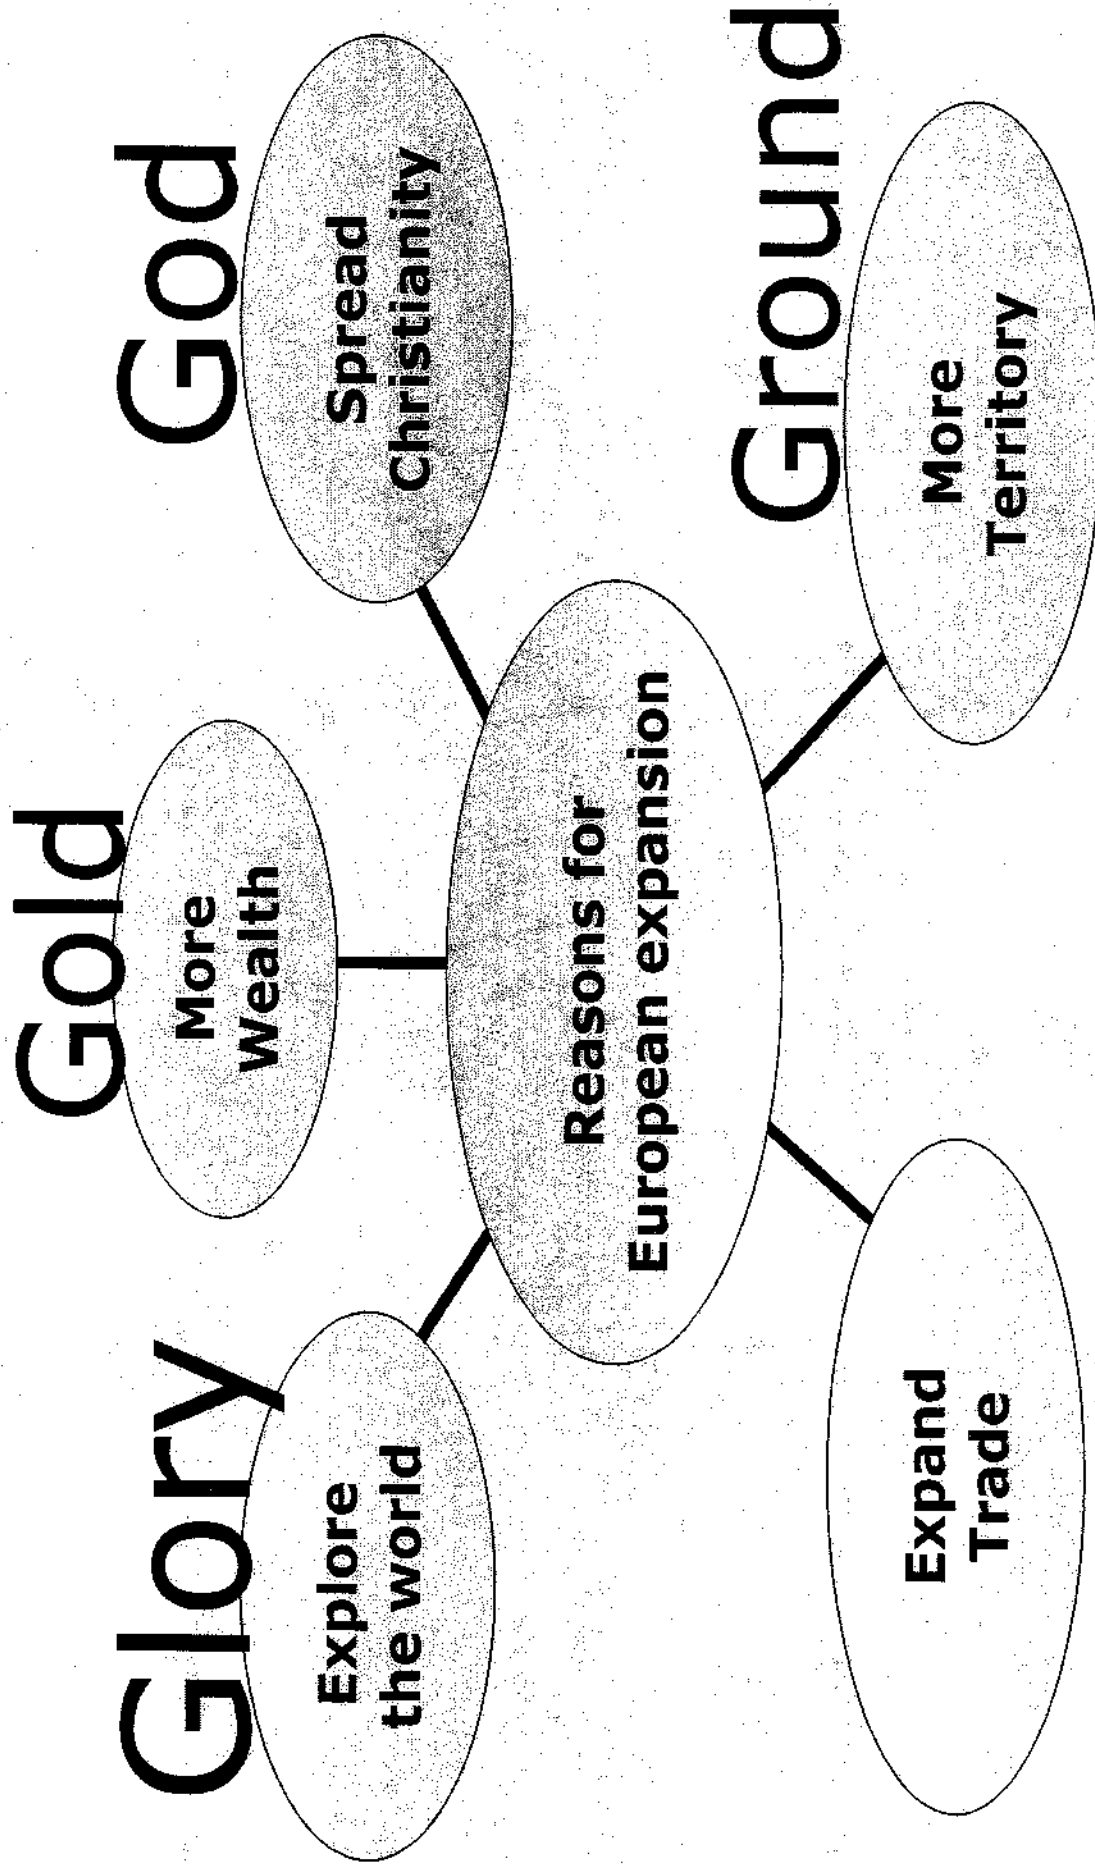 Glory
Explore
the world
Gold
More
Wealth
God
Spread
Christianity
Reasons for
European expansion
Expand
Trade
Ground
More
Territory